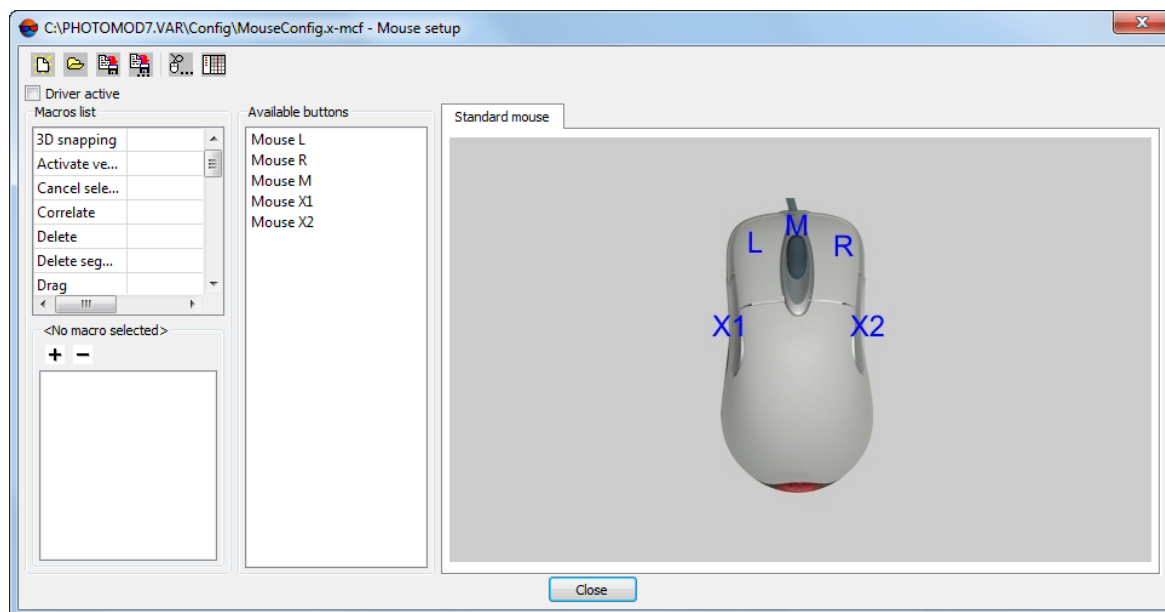 C:\PHOTOMOD7.VAR\Config\MouseConfig.x-mcf - Mouse setup
Driver active
Macros list
3D snapping
Activate ve...
Cancel sele...
Correlate
Delete
Delete seg...
Drag
<No macro selected>
Available buttons
Mouse L
Mouse R
Mouse M
Mouse X1
Mouse X2
Standard mouse
M
L R
X1 X2
Close